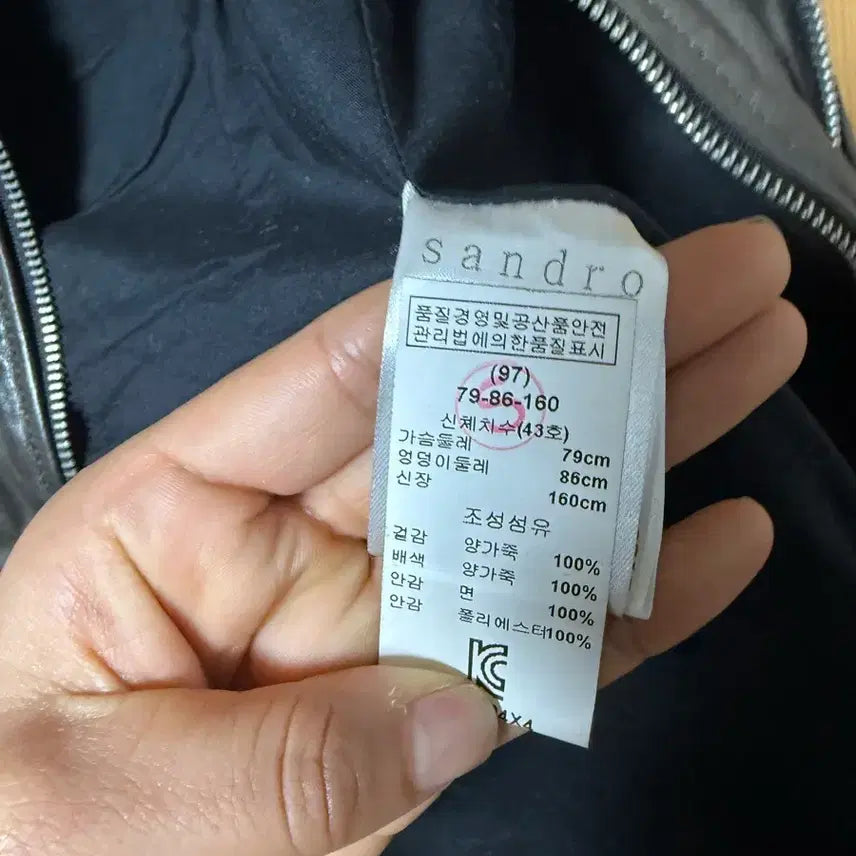 sandro
품질경영및공산품안전
관리법에의한품질표시
(97)
79-86-160
S
신체치수(43호)
가슴둘레 79cm
엉덩이둘레 86cm
신장 160cm
조성섬유
겉감 양가죽 100%
배색 양가죽 100%
안감 면 100%
안감 폴리에스터100%
KC
4X4